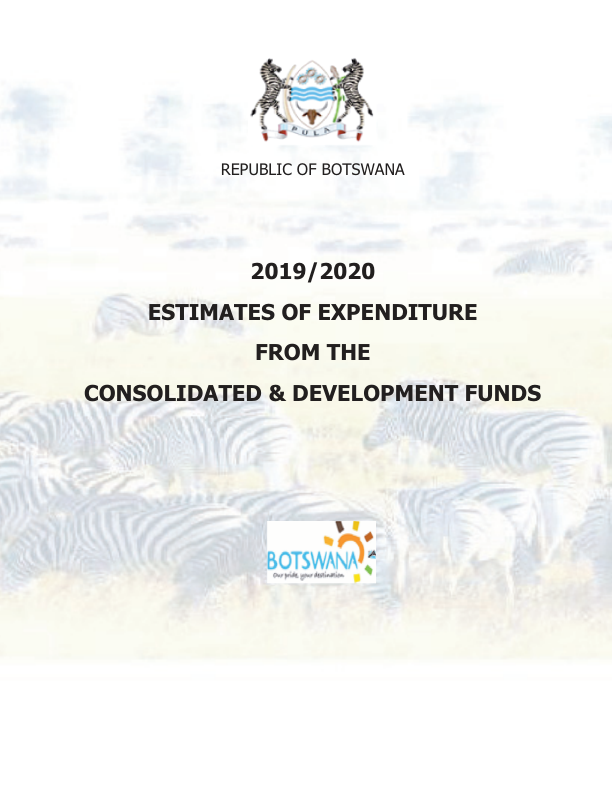 PULA
REPUBLIC OF BOTSWANA
2019/2020
ESTIMATES OF EXPENDITURE
FROM THE
CONSOLIDATED & DEVELOPMENT FUNDS
BOTSWANA
Our pride, your destination